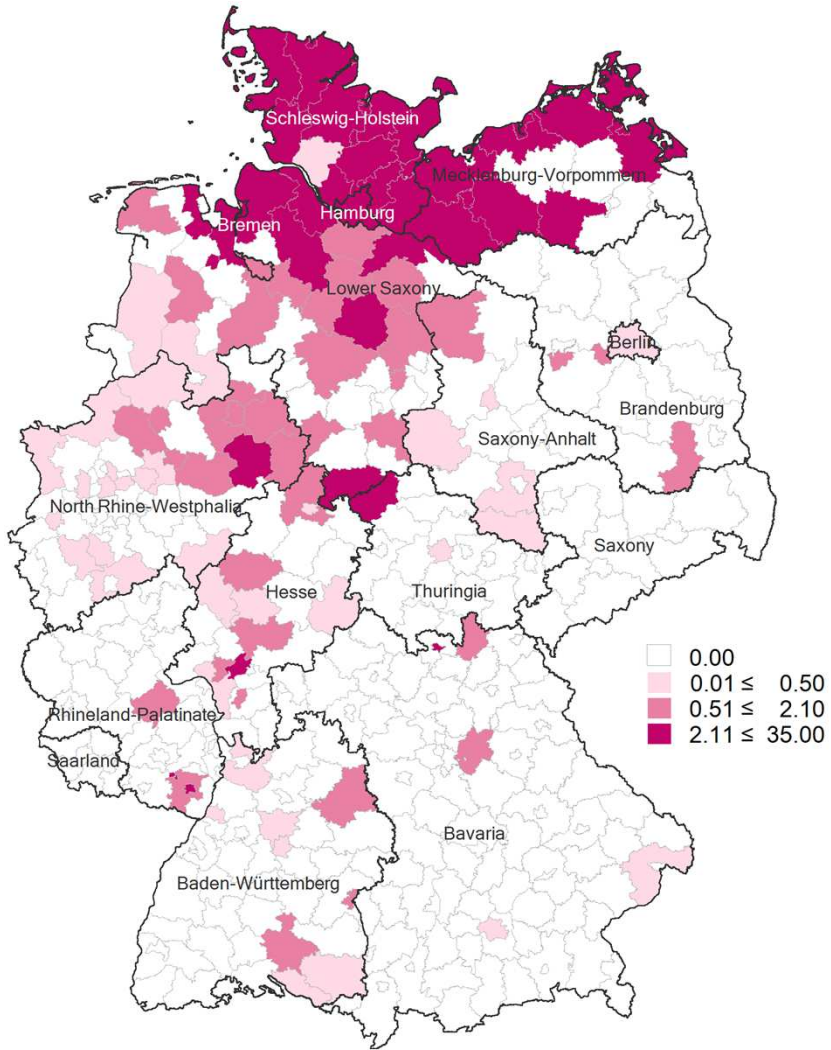 Schleswig-Holstein
Mecklenburg-Vorpommern
Hamburg
Bremen
Lower Saxony
Berlin
Brandenburg
Saxony-Anhalt
North Rhine-Westphalia
Saxony
Hesse
Thuringia
0.00
0.01 ≤ 0.50
0.51 ≤ 2.10
2.11 ≤ 35.00
Rhineland-Palatinate
Saarland
Bavaria
Baden-Württemberg